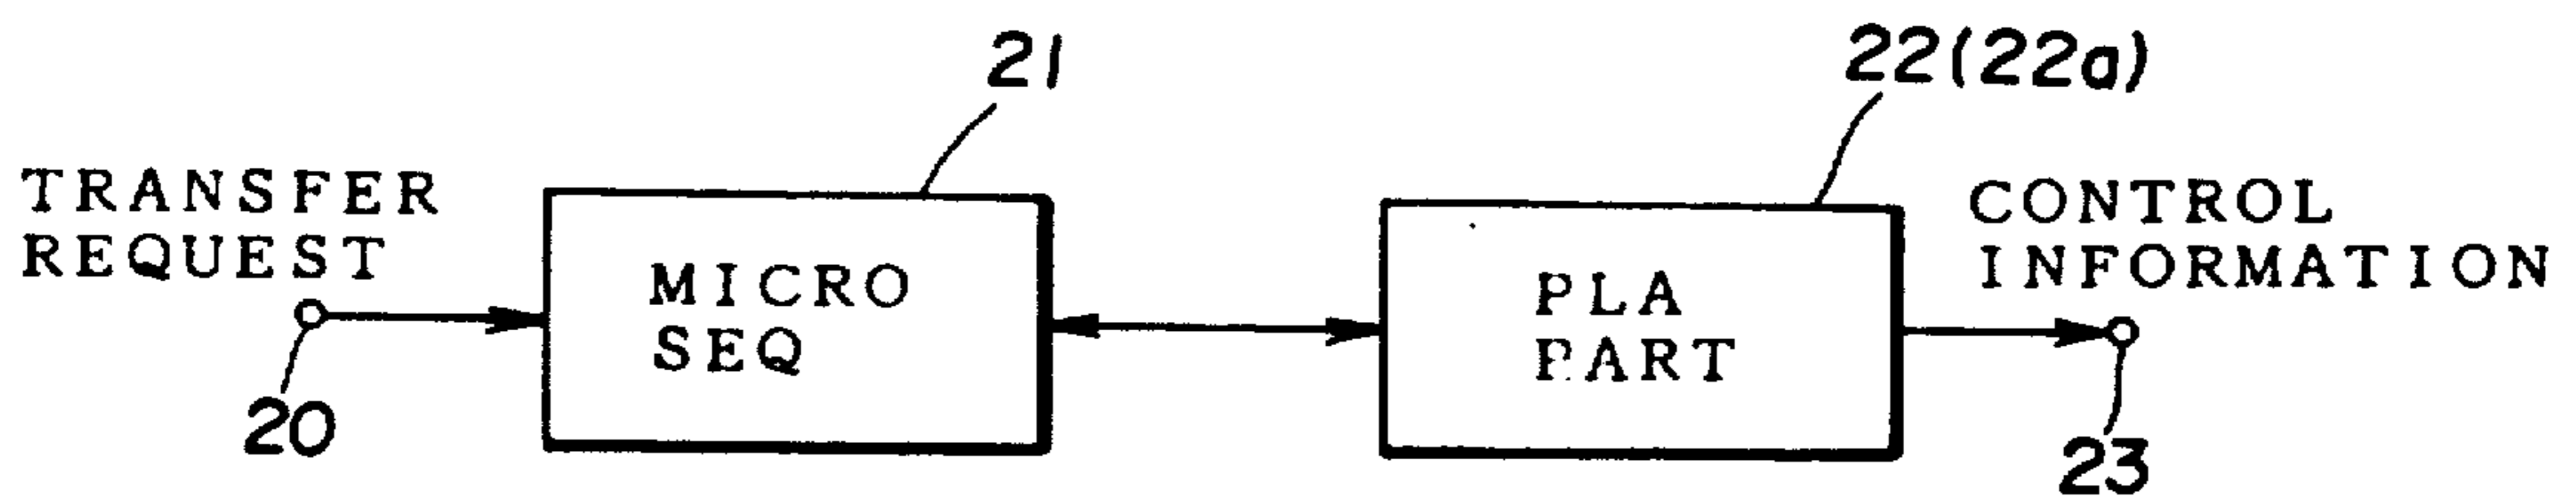 21
22(22a)
TRANSFER
REQUEST
MICRO
SEQ
PLA
PART
CONTROL
INFORMATION
20
23